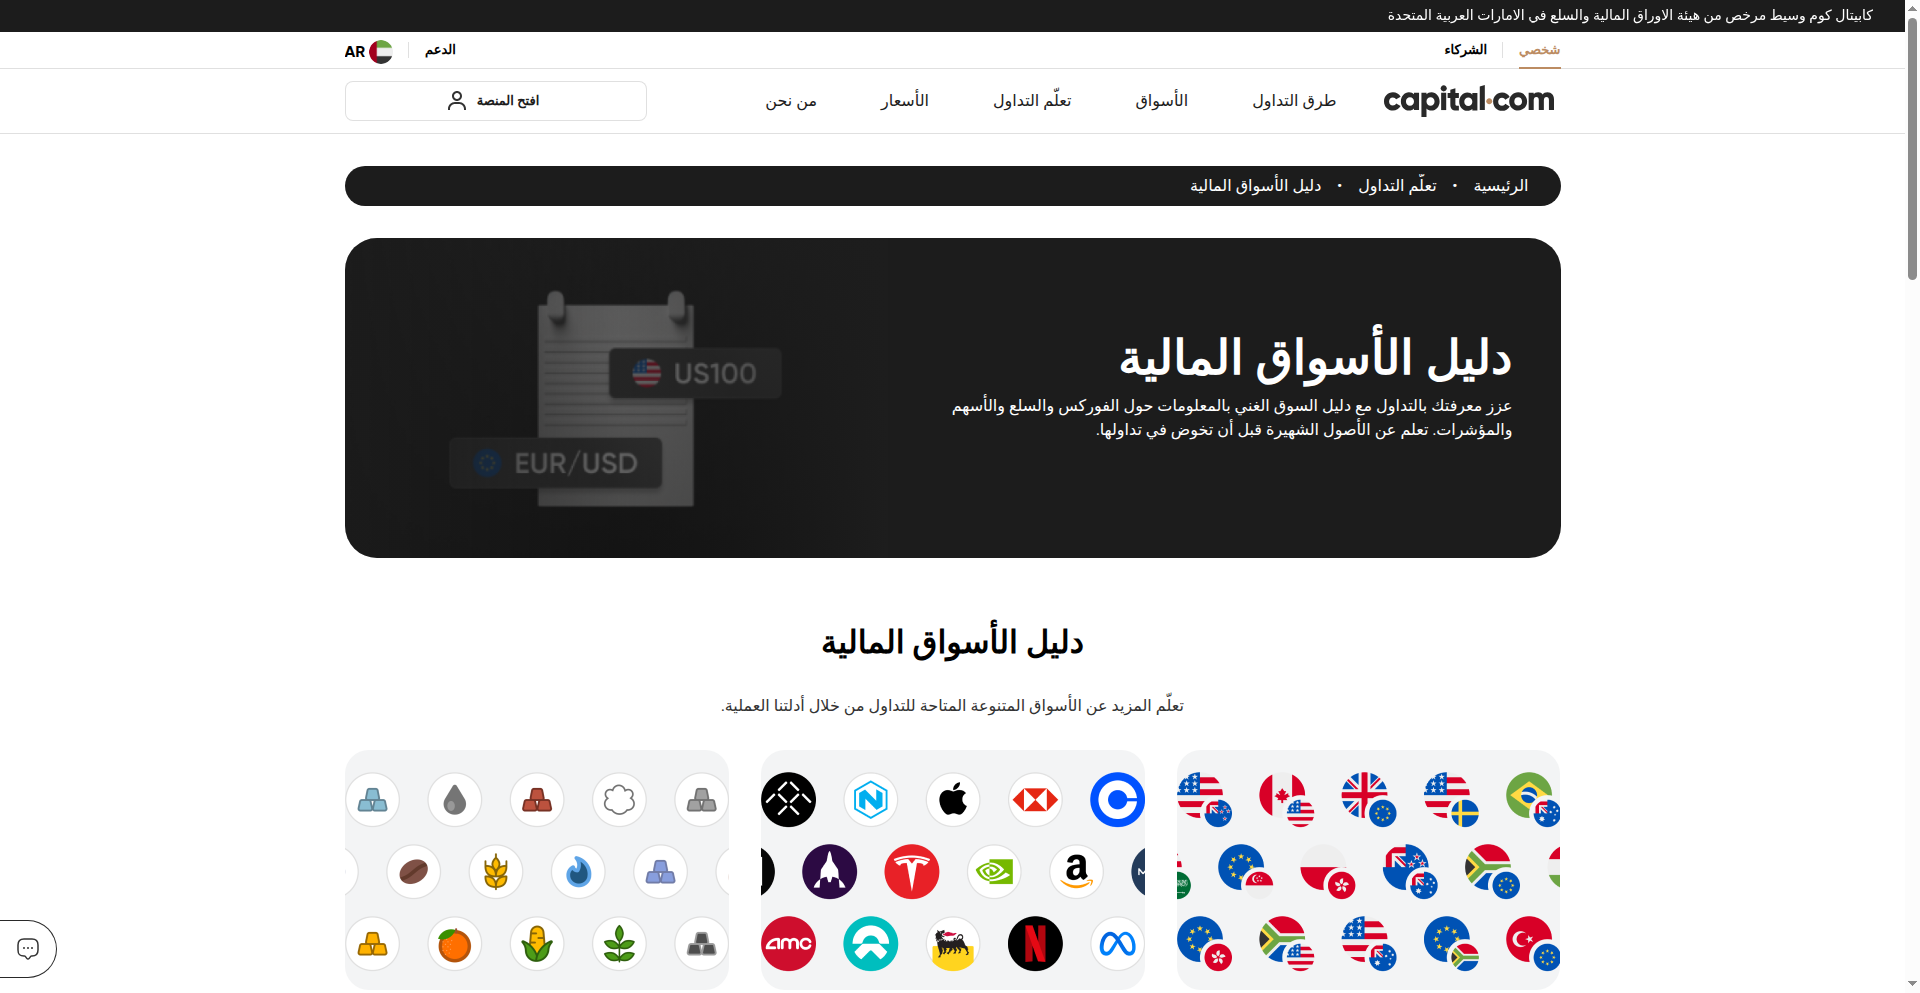 كابيتال كوم وسيط مرخص من هيئة الاوراق المالية والسلع في الامارات العربية المتحدة
شخصي
الشركاء
الدعم
AR
capital.com
طرق التداول
الأسواق
تعلّم التداول
الأسعار
من نحن
افتح المنصة
الرئيسية • تعلّم التداول • دليل الأسواق المالية
دليل الأسواق المالية
عزز معرفتك بالتداول مع دليل السوق الغني بالمعلومات حول الفوركس والسلع والأسهم
والمؤشرات. تعلم عن الأصول الشهيرة قبل أن تخوض في تداولها.
US100
EUR/USD
دليل الأسواق المالية
تعلّم المزيد عن الأسواق المتنوعة المتاحة للتداول من خلال أدلتنا العملية.
amc